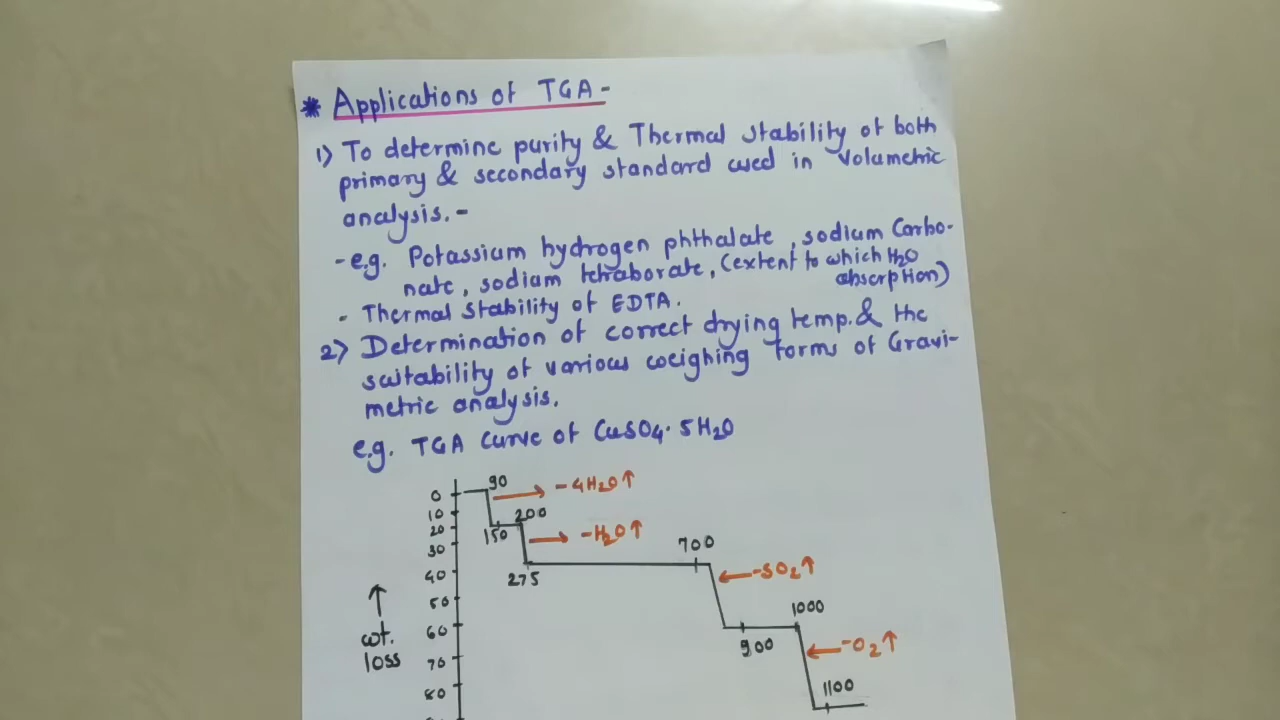 * Applications of TGA -
1) To determine purity & Thermal stability of both
primary & secondary standard used in Volumetric
analysis. -
- e.g. Potassium hydrogen phthalate, sodium Carbo-
nate, sodium tetraborate, (extent to which H₂O
absorption)
- Thermal stability of EDTA.
2) Determination of correct drying temp. & the
suitability of various weighing forms of Gravi-
metric analysis.
e.g. TGA Curve of CuSO₄·5H₂O
90
0
→ -4H₂O↑
10
200
20
150
→ -H₂O↑
30
700
40
275
← -SO₂↑
50
1000
60
↑
wt.
loss
900
← -O₂↑
70
80
1100